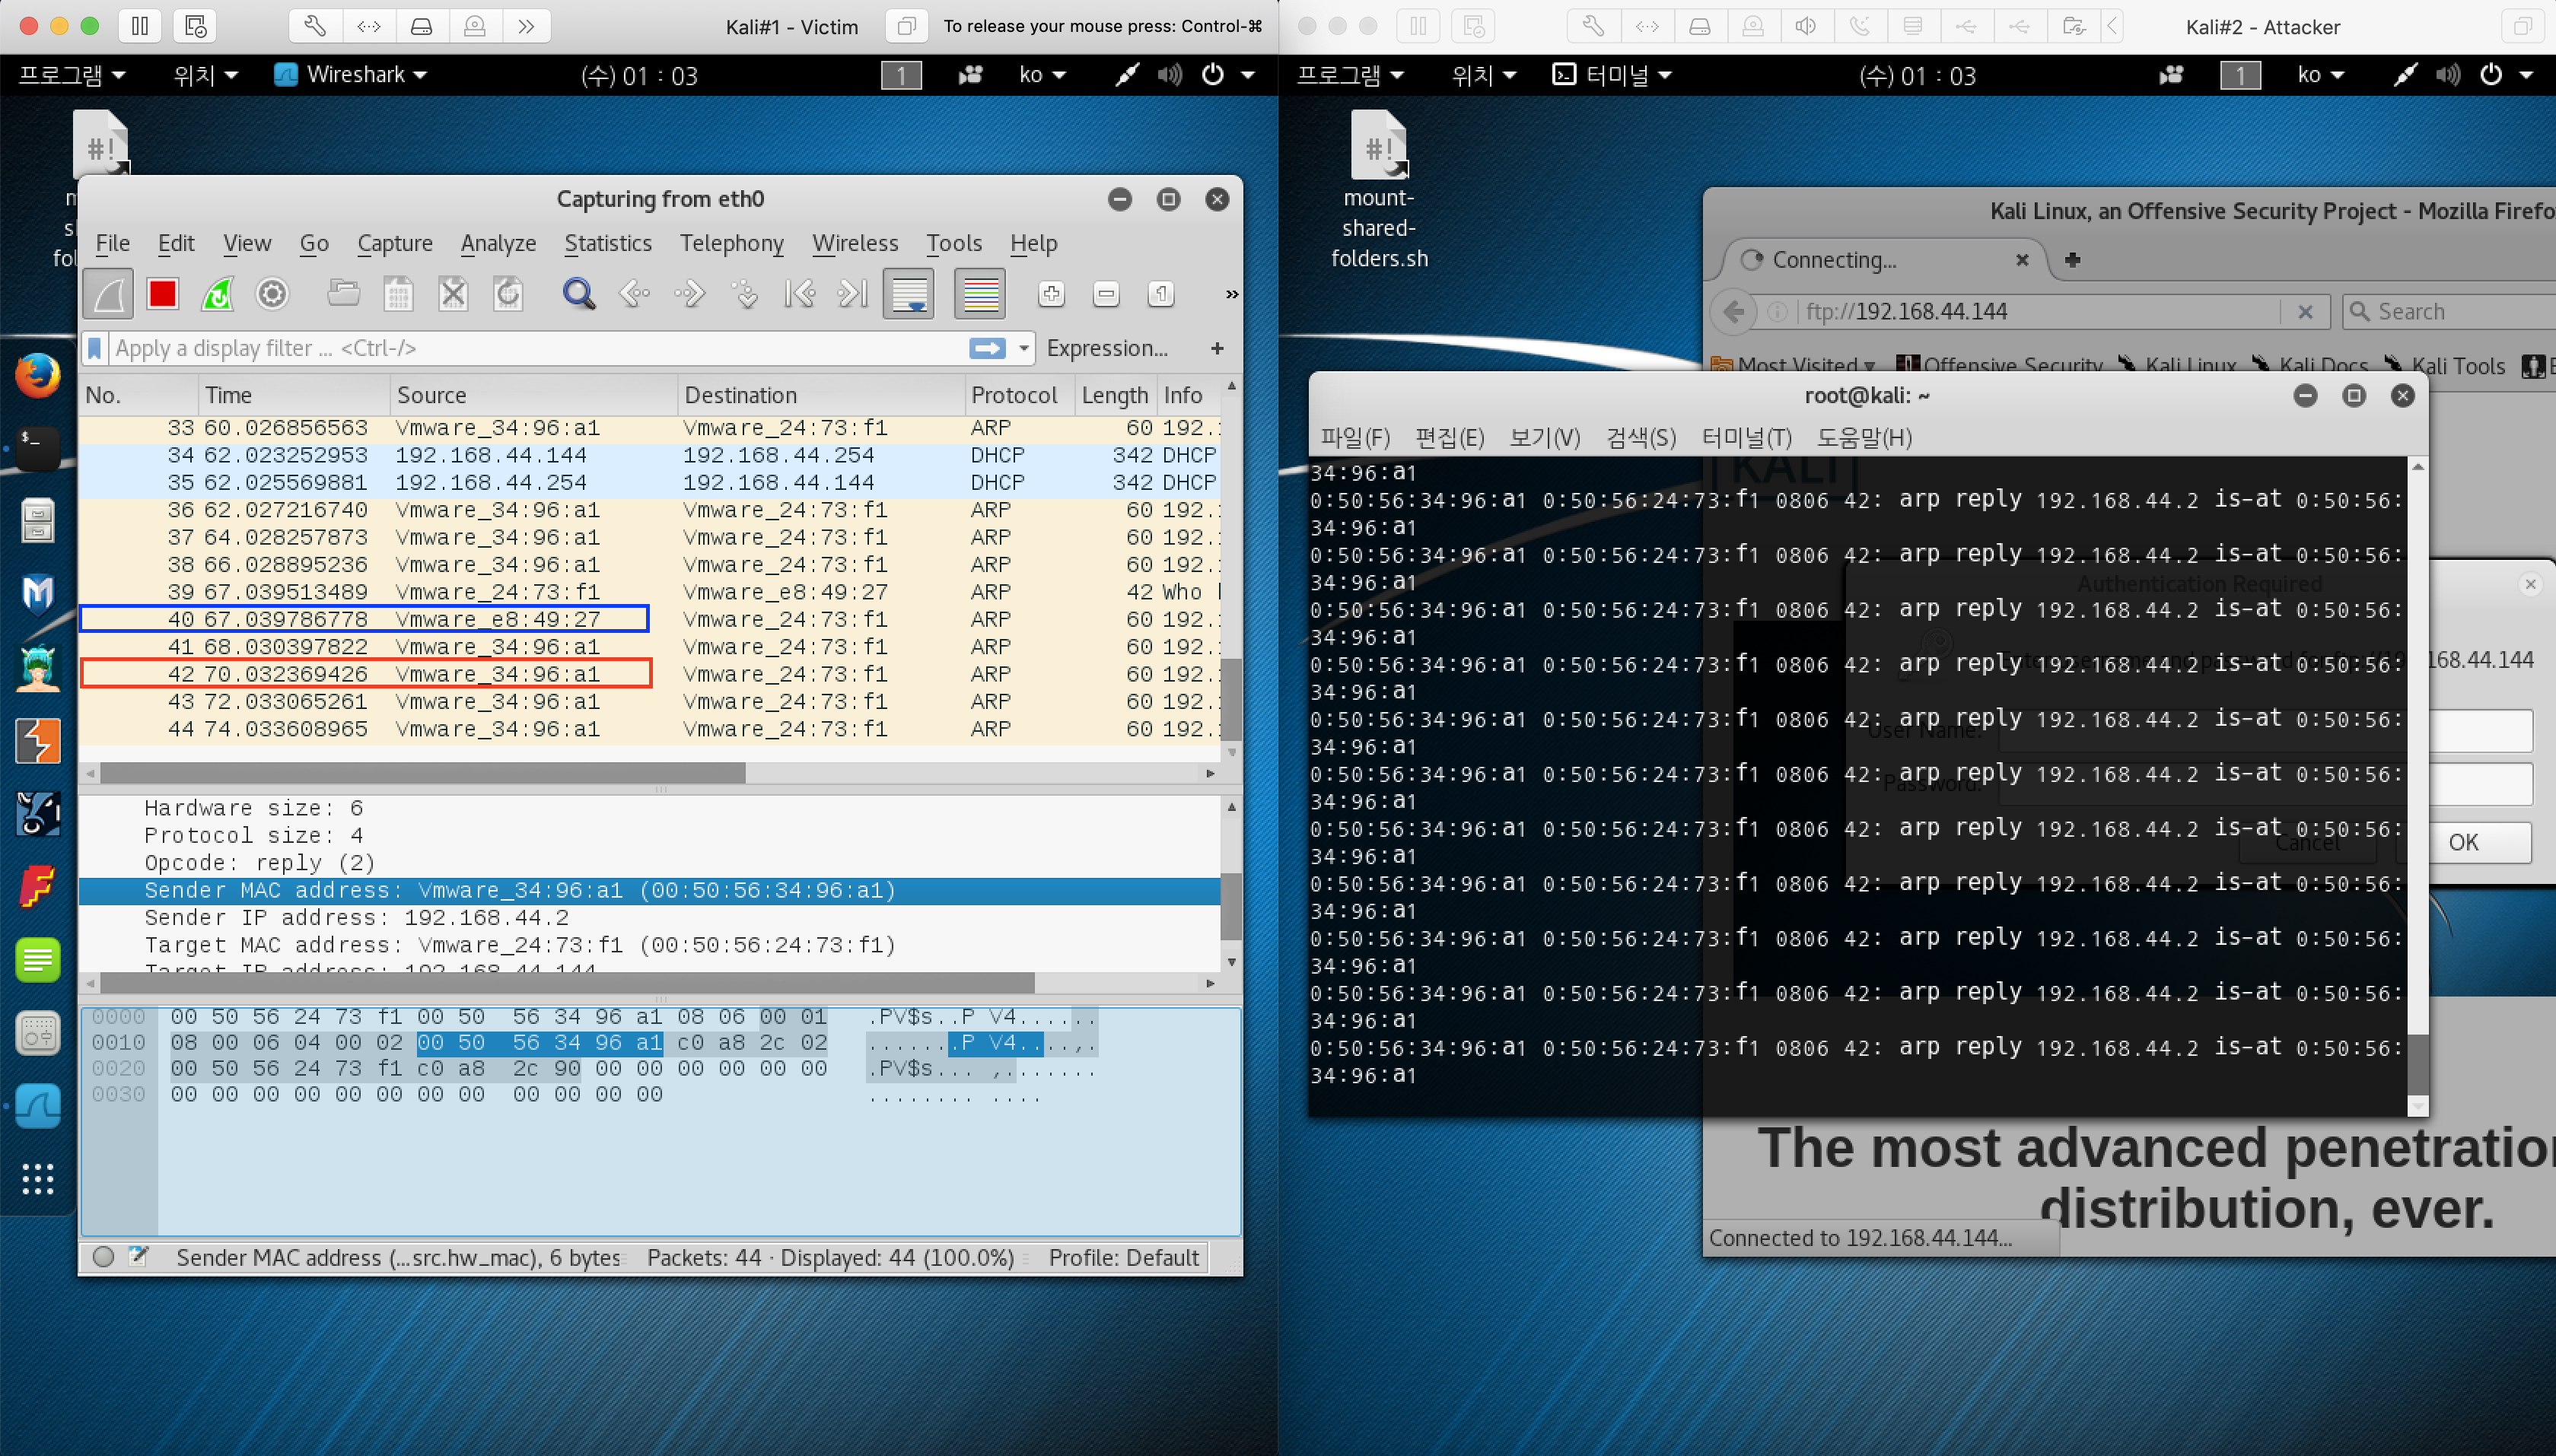 Kali#1 - Victim
To release your mouse press: Control-⌘
프로그램 위치 Wireshark (수) 01 : 03 1 ko
Capturing from eth0
File Edit View Go Capture Analyze Statistics Telephony Wireless Tools Help
Apply a display filter ... <Ctrl-/> Expression... +
No. Time Source Destination Protocol Length Info
33 60.026856563 Vmware_34:96:a1 Vmware_24:73:f1 ARP 60 192.
34 62.023252953 192.168.44.144 192.168.44.254 DHCP 342 DHCP
35 62.025569881 192.168.44.254 192.168.44.144 DHCP 342 DHCP
36 62.027216740 Vmware_34:96:a1 Vmware_24:73:f1 ARP 60 192.
37 64.028257873 Vmware_34:96:a1 Vmware_24:73:f1 ARP 60 192.
38 66.028895236 Vmware_34:96:a1 Vmware_24:73:f1 ARP 60 192.
39 67.039513489 Vmware_24:73:f1 Vmware_e8:49:27 ARP 42 Who
40 67.039786778 Vmware_e8:49:27 Vmware_24:73:f1 ARP 60 192.
41 68.030397822 Vmware_34:96:a1 Vmware_24:73:f1 ARP 60 192.
42 70.032369426 Vmware_34:96:a1 Vmware_24:73:f1 ARP 60 192.
43 72.033065261 Vmware_34:96:a1 Vmware_24:73:f1 ARP 60 192.
44 74.033608965 Vmware_34:96:a1 Vmware_24:73:f1 ARP 60 192.
Hardware size: 6
Protocol size: 4
Opcode: reply (2)
Sender MAC address: Vmware_34:96:a1 (00:50:56:34:96:a1)
Sender IP address: 192.168.44.2
Target MAC address: Vmware_24:73:f1 (00:50:56:24:73:f1)
Target IP address: 192.168.44.144
0000 00 50 56 24 73 f1 00 50 56 34 96 a1 08 06 00 01 .PV$s..P V4......
0010 08 00 06 04 00 02 00 50 56 34 96 a1 c0 a8 2c 02 .......P V4....,.
0020 00 50 56 24 73 f1 c0 a8 2c 90 00 00 00 00 00 00 .PV$s... ,.......
0030 00 00 00 00 00 00 00 00 00 00 00 00 ........ ....
Sender MAC address (...src.hw_mac), 6 bytes Packets: 44 · Displayed: 44 (100.0%) Profile: Default
Kali#2 - Attacker
프로그램 위치 터미널 (수) 01 : 03 1 ko
mount-
shared-
folders.sh
Kali Linux, an Offensive Security Project - Mozilla Firefo
Connecting...
ftp://192.168.44.144 Search
Most Visited Offensive Security Kali Linux Kali Docs Kali Tools
root@kali: ~
파일(F) 편집(E) 보기(V) 검색(S) 터미널(T) 도움말(H)
34:96:a1
0:50:56:34:96:a1 0:50:56:24:73:f1 0806 42: arp reply 192.168.44.2 is-at 0:50:56:
34:96:a1
0:50:56:34:96:a1 0:50:56:24:73:f1 0806 42: arp reply 192.168.44.2 is-at 0:50:56:
34:96:a1
0:50:56:34:96:a1 0:50:56:24:73:f1 0806 42: arp reply 192.168.44.2 is-at 0:50:56:
34:96:a1
0:50:56:34:96:a1 0:50:56:24:73:f1 0806 42: arp reply 192.168.44.2 is-at 0:50:56:
34:96:a1
0:50:56:34:96:a1 0:50:56:24:73:f1 0806 42: arp reply 192.168.44.2 is-at 0:50:56:
34:96:a1
0:50:56:34:96:a1 0:50:56:24:73:f1 0806 42: arp reply 192.168.44.2 is-at 0:50:56:
34:96:a1
0:50:56:34:96:a1 0:50:56:24:73:f1 0806 42: arp reply 192.168.44.2 is-at 0:50:56:
34:96:a1
0:50:56:34:96:a1 0:50:56:24:73:f1 0806 42: arp reply 192.168.44.2 is-at 0:50:56:
34:96:a1
0:50:56:34:96:a1 0:50:56:24:73:f1 0806 42: arp reply 192.168.44.2 is-at 0:50:56:
34:96:a1
0:50:56:34:96:a1 0:50:56:24:73:f1 0806 42: arp reply 192.168.44.2 is-at 0:50:56:
34:96:a1
0:50:56:34:96:a1 0:50:56:24:73:f1 0806 42: arp reply 192.168.44.2 is-at 0:50:56:
34:96:a1
KALI
Authentication Required
168.44.144
User Name:
Password:
Cancel OK
The most advanced penetration
distribution, ever.
Connected to 192.168.44.144...